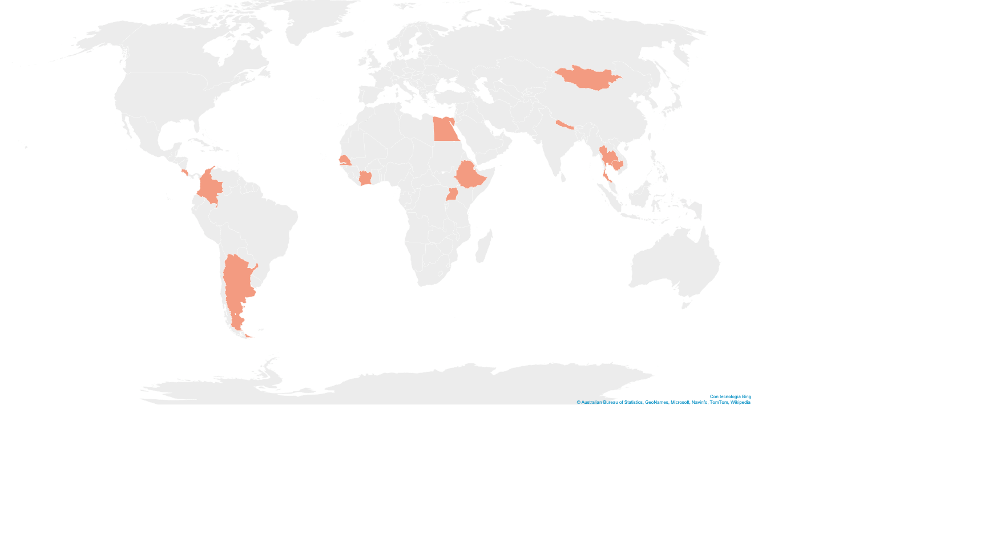 Con tecnologia Bing
© Australian Bureau of Statistics, GeoNames, Microsoft, Navinfo, TomTom, Wikipedia